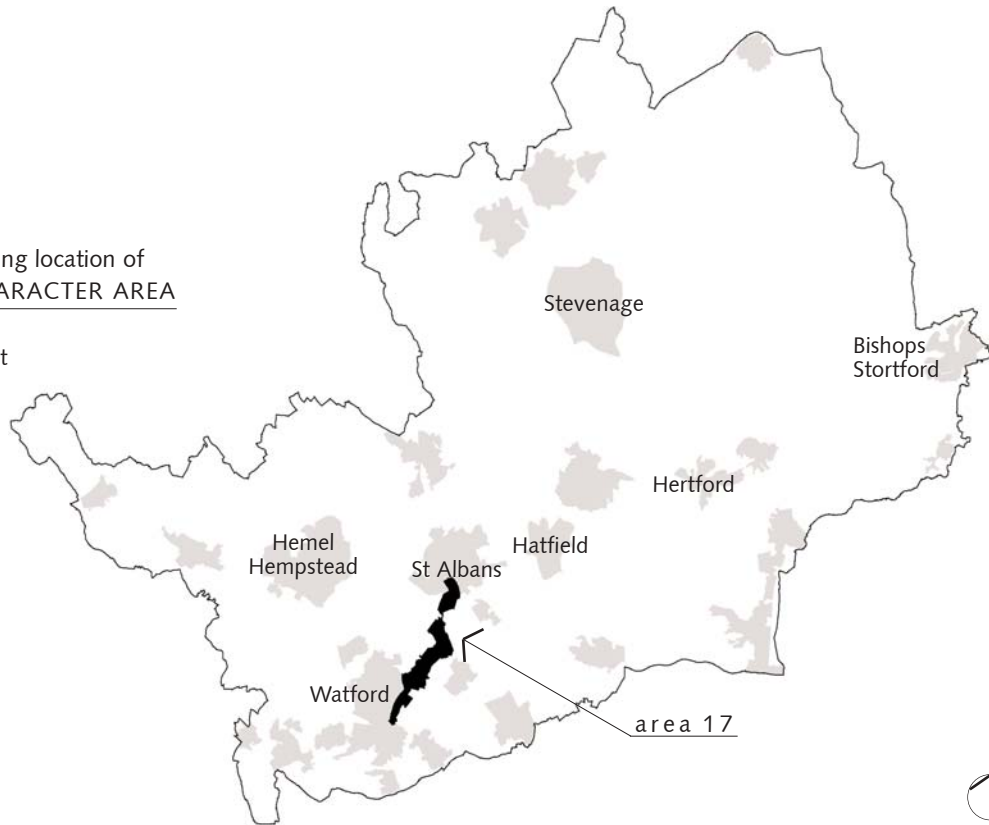 ng location of
ARACTER AREA
t
Stevenage
Bishops
Stortford
Hertford
Hemel
Hempstead
Hatfield
St Albans
Watford
area 17